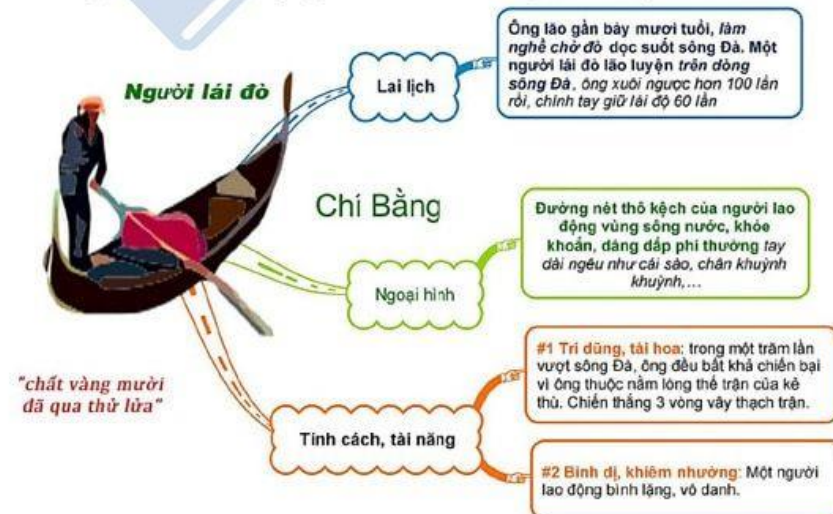 Người lái đò
Lai lịch
Ông lão gần bảy mươi tuổi, làm
nghề chở đò dọc suốt sông Đà. Một
người lái đò lão luyện trên dòng
sông Đà, ông xuôi ngược hơn 100 lần
rồi, chính tay giữ lái độ 60 lần
Chí Bằng
Ngoại hình
Đường nét thô kệch của người lao
động vùng sông nước, khỏe
khoắn, dáng dấp phi thường tay
dài ngêu như cái sào, chân khuỳnh
khuỳnh,...
"chất vàng mười
đã qua thử lửa"
Tính cách, tài năng
#1 Trí dũng, tài hoa: trong một trăm lần
vượt sông Đà, ông đều bất khả chiến bại
vì ông thuộc nằm lòng thế trận của kẻ
thù. Chiến thắng 3 vòng vây thạch trận.
#2 Bình dị, khiêm nhường: Một người
lao động bình lặng, vô danh.